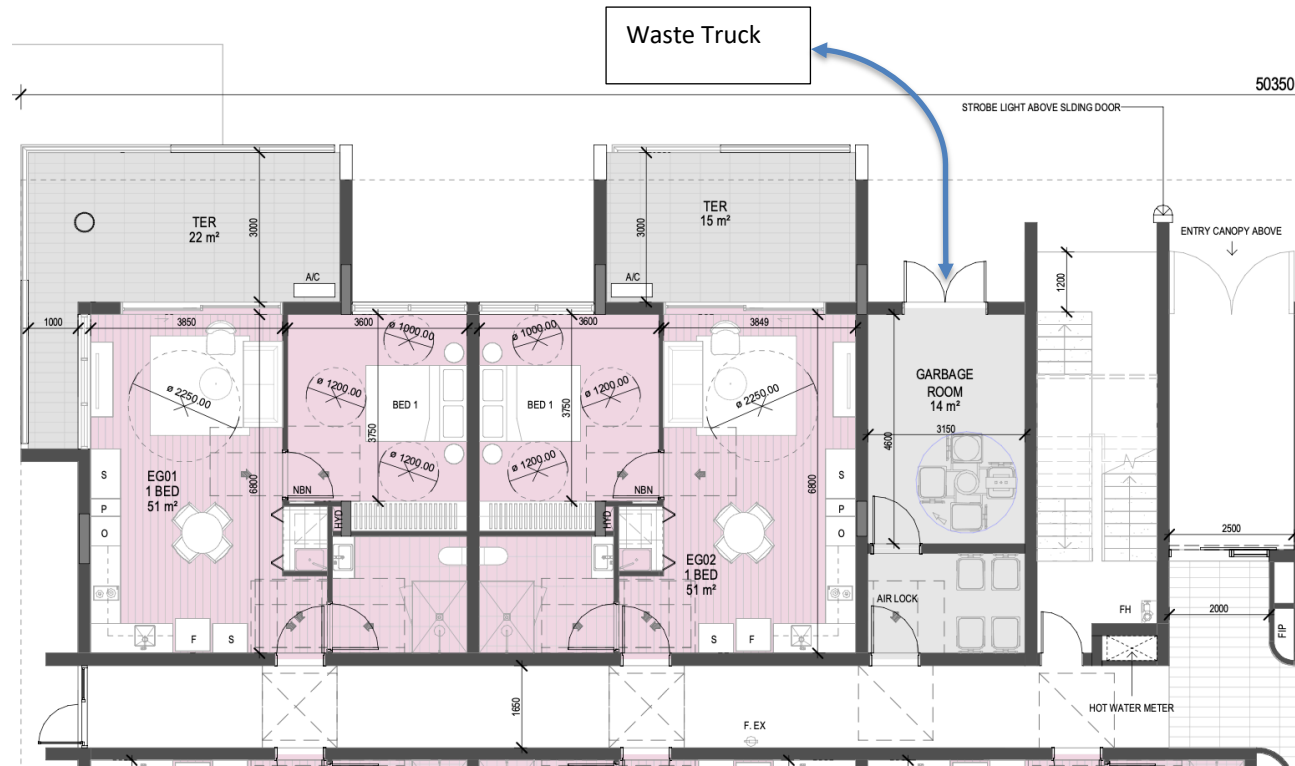 Waste Truck
50350
STROBE LIGHT ABOVE SLDING DOOR
ENTRY CANOPY ABOVE
TER
22 m²
3000
A/C
TER
15 m²
3000
A/C
1200
1000
3850
3600
3600
3849
ø 1000.00
ø 1000.00
ø 2250.00
ø 1200.00
BED 1
3750
BED 1
3750
ø 1200.00
ø 2250.00
GARBAGE
ROOM
14 m²
3150
4600
ø 1200.00
ø 1200.00
S
P
O
EG01
1 BED
51 m²
6800
NBN
HYD
NBN
HYD
6800
S
P
O
EG02
1 BED
51 m²
2500
AIR LOCK
F
S
S
F
FH
2000
FIP
1650
F. EX
HOT WATER METER